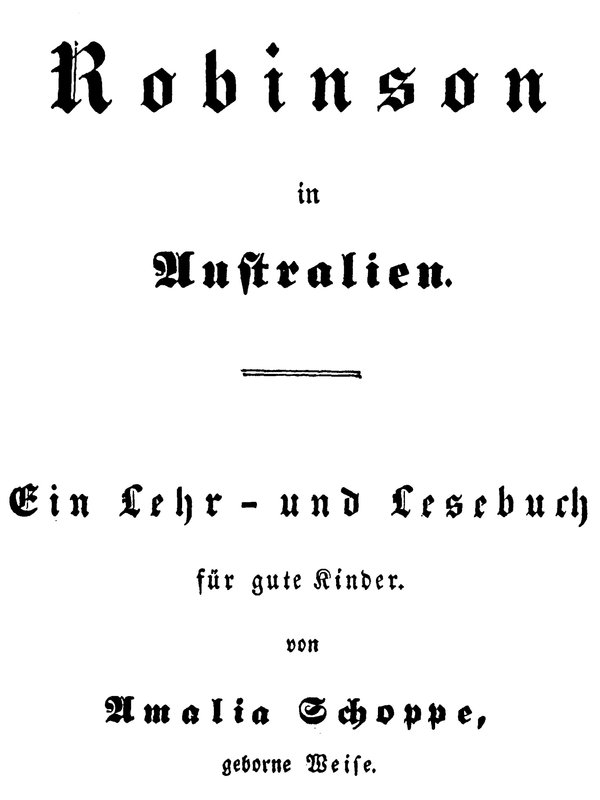 Robinson
in
Auſtralien.
Ein Lehr- und Lesebuch
für gute Kinder.
von
Amalia Schoppe,
geborne Weiſe.